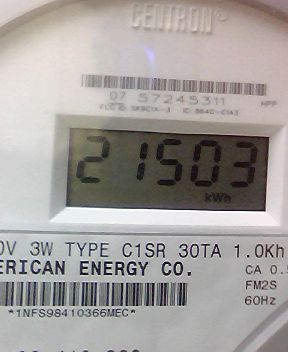 CENTRON
07 57245311 HPP
21503
kWh
0V 3W TYPE C1SR 30TA 1.0Kh
ERICAN ENERGY CO.
CA 0.5
FM2S
60Hz
*1NFS98410366MEC*